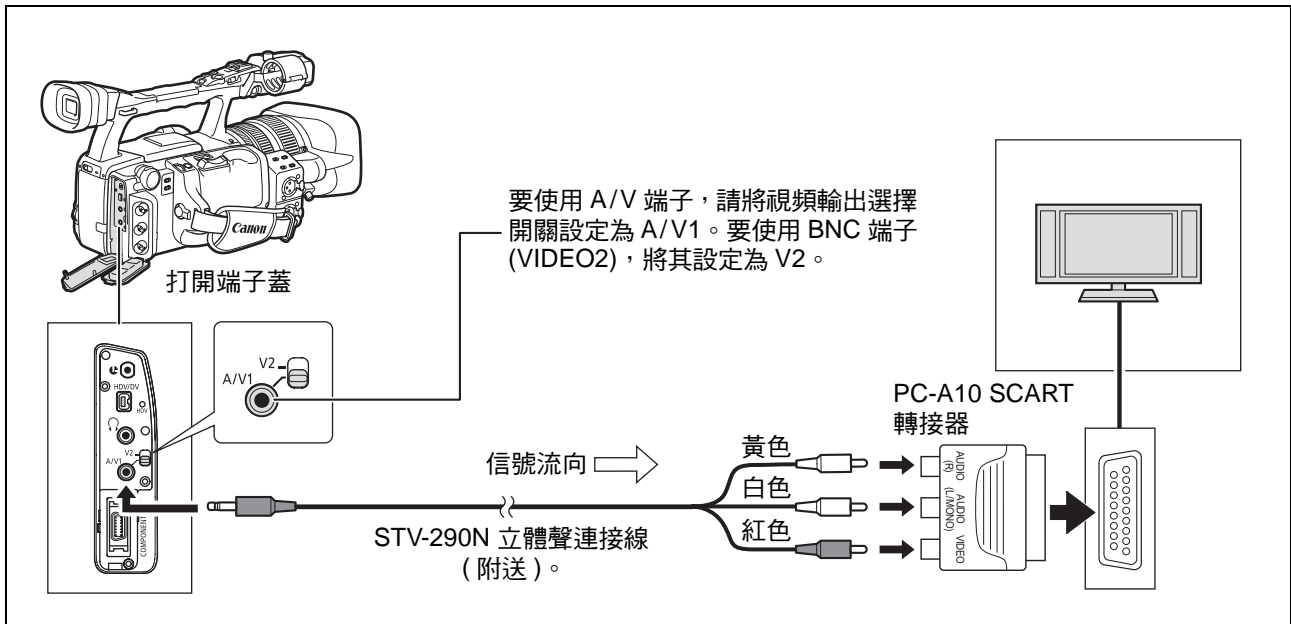 Canon
打開端子蓋
要使用 A/V 端子，請將視頻輸出選擇
開關設定為 A/V1。要使用 BNC 端子
(VIDEO2)，將其設定為 V2。
HDV/DV
HDV
V2
A/V1
COMPONENT
V2
A/V1
信號流向
STV-290N 立體聲連接線
( 附送 )。
黃色
白色
紅色
PC-A10 SCART
轉接器
AUDIO
(R)
AUDIO
(L/MONO)
VIDEO